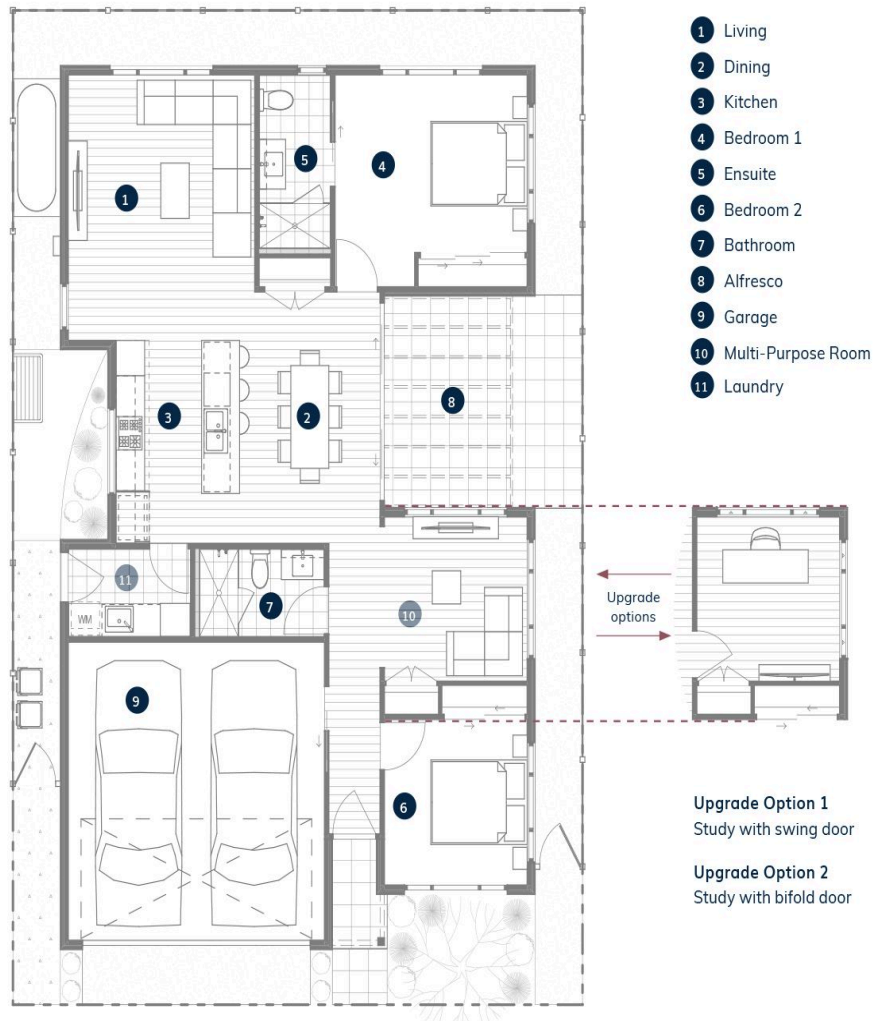 1 Living
2 Dining
3 Kitchen
4 Bedroom 1
5 Ensuite
6 Bedroom 2
7 Bathroom
8 Alfresco
9 Garage
10 Multi-Purpose Room
11 Laundry
5
4
1
8
3
2
11
7
10
WM
Upgrade
options
9
6
Upgrade Option 1
Study with swing door
Upgrade Option 2
Study with bifold door